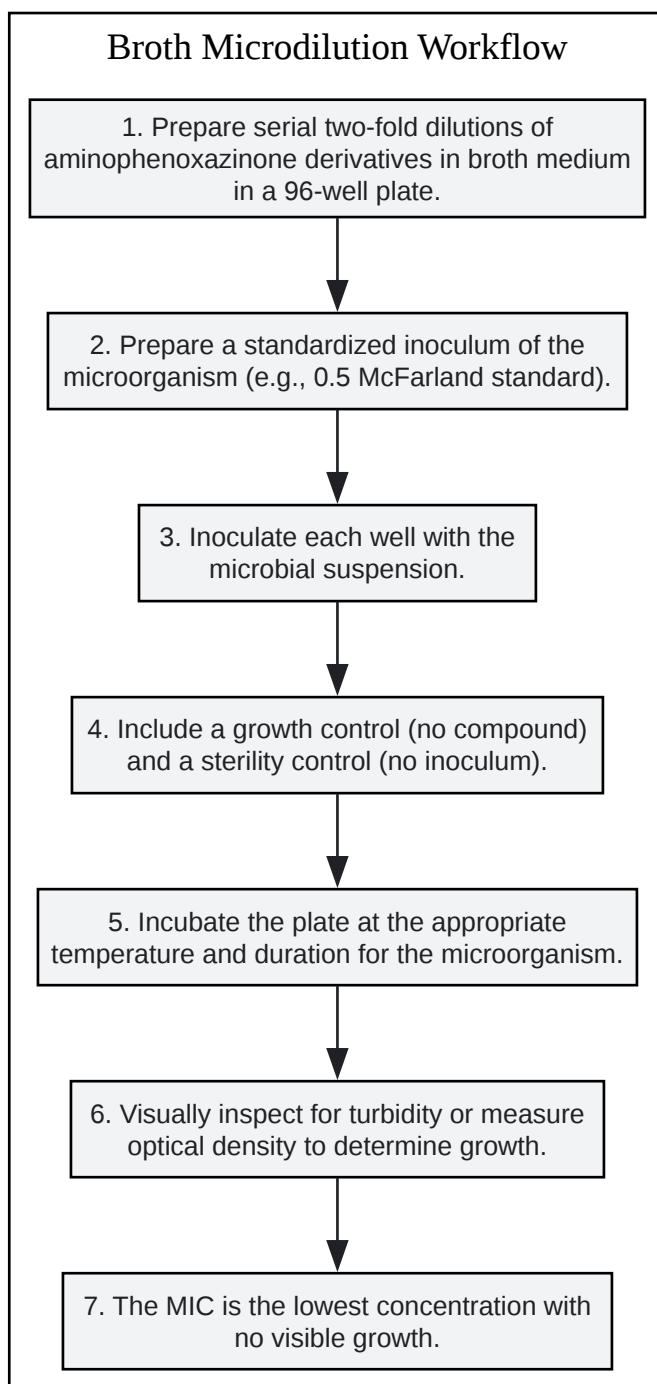 Broth Microdilution Workflow
1. Prepare serial two-fold dilutions of
aminophenoxazinone derivatives in broth medium
in a 96-well plate.
2. Prepare a standardized inoculum of the
microorganism (e.g., 0.5 McFarland standard).
3. Inoculate each well with the
microbial suspension.
4. Include a growth control (no compound)
and a sterility control (no inoculum).
5. Incubate the plate at the appropriate
temperature and duration for the microorganism.
6. Visually inspect for turbidity or measure
optical density to determine growth.
7. The MIC is the lowest concentration with
no visible growth.